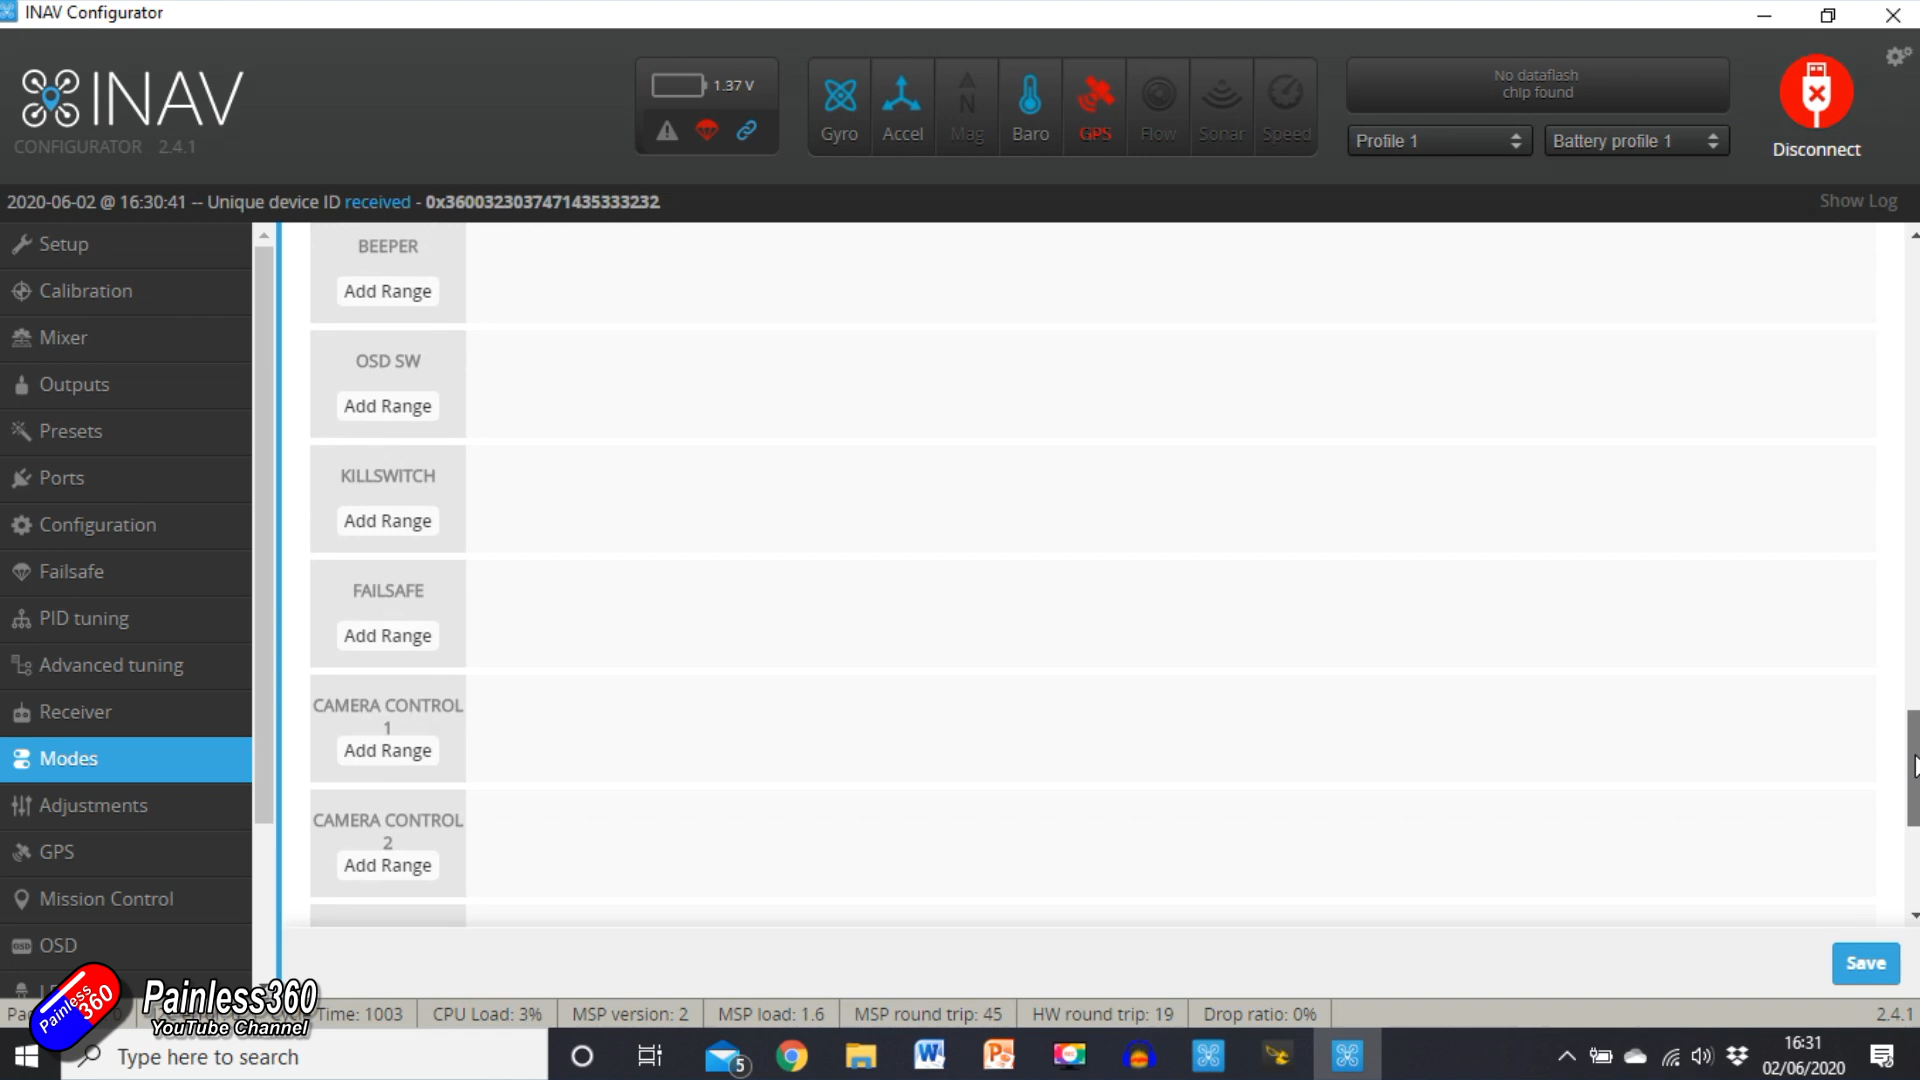 INAV Configurator
INAV
CONFIGURATOR 2.4.1
1.37 V
Gyro
Accel
Mag
Baro
GPS
Flow
Sonar
Speed
No dataflash
chip found
Profile 1
Battery profile 1
Disconnect
2020-06-02 @ 16:30:41 -- Unique device ID received - 0x3600323037471435333232
Show Log
Setup
Calibration
Mixer
Outputs
Presets
Ports
Configuration
Failsafe
PID tuning
Advanced tuning
Receiver
Modes
Adjustments
GPS
Mission Control
OSD
BEEPER
Add Range
OSD SW
Add Range
KILLSWITCH
Add Range
FAILSAFE
Add Range
CAMERA CONTROL
1
Add Range
CAMERA CONTROL
2
Add Range
Save
Painless
360
Painless360
YouTube Channel
Time: 1003
CPU Load: 3%
MSP version: 2
MSP load: 1.6
MSP round trip: 45
HW round trip: 19
Drop ratio: 0%
2.4.1
Type here to search
5
16:31
02/06/2020